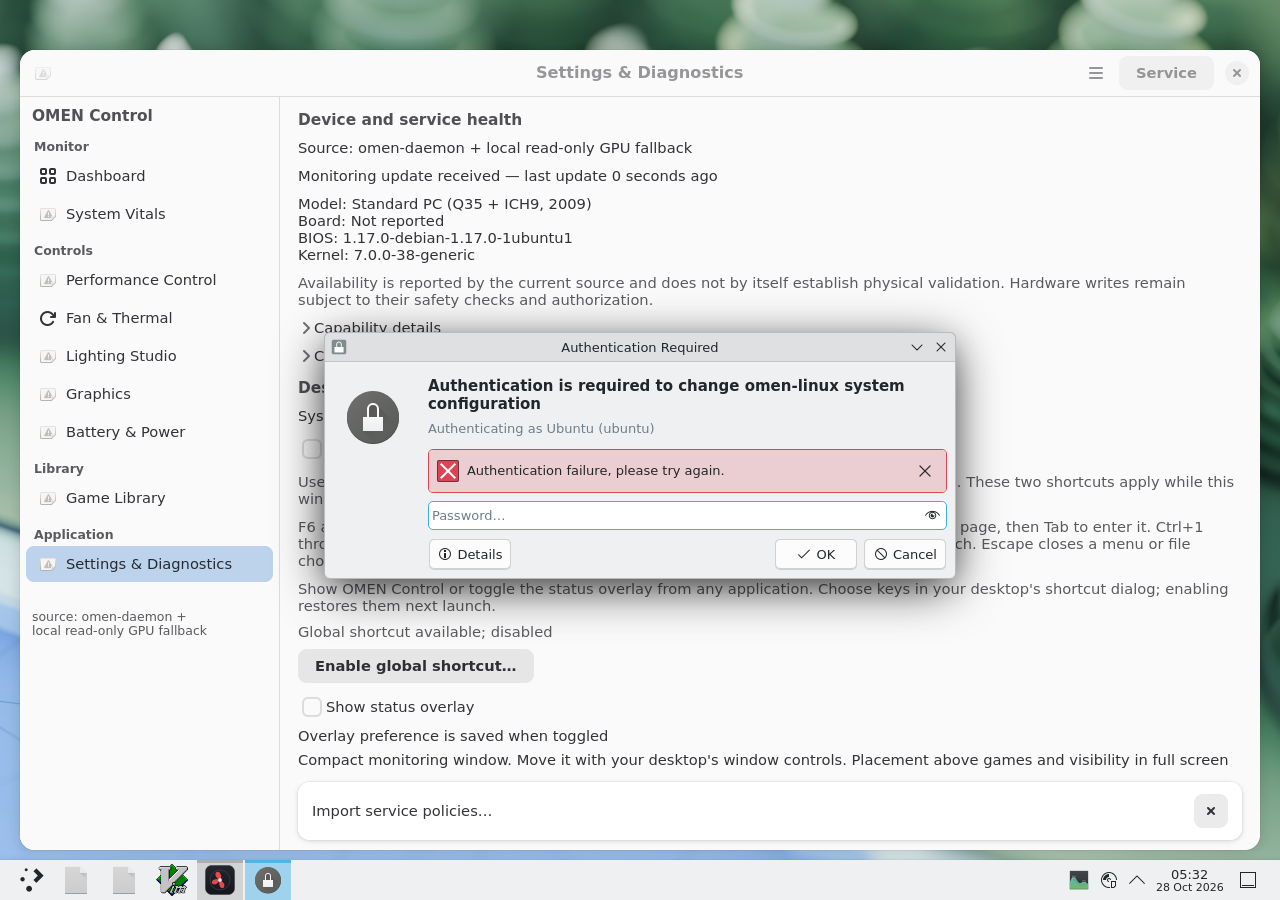 Settings & Diagnostics
Service
OMEN Control
Monitor
Dashboard
System Vitals
Controls
Performance Control
Fan & Thermal
Lighting Studio
Graphics
Battery & Power
Library
Game Library
Application
Settings & Diagnostics
source: omen-daemon +
local read-only GPU fallback
Device and service health
Source: omen-daemon + local read-only GPU fallback
Monitoring update received — last update 0 seconds ago
Model: Standard PC (Q35 + ICH9, 2009)
Board: Not reported
BIOS: 1.17.0-debian-1.17.0-1ubuntu1
Kernel: 7.0.0-38-generic
Availability is reported by the current source and does not by itself establish physical validation. Hardware writes remain
subject to their safety checks and authorization.
Capability details
Authentication Required
Authentication is required to change omen-linux system
configuration
Authenticating as Ubuntu (ubuntu)
Authentication failure, please try again.
Password...
Details
OK
Cancel
. These two shortcuts apply while this
page, then Tab to enter it. Ctrl+1
Escape closes a menu or file
Show OMEN Control or toggle the status overlay from any application. Choose keys in your desktop's shortcut dialog; enabling
restores them next launch.
Global shortcut available; disabled
Enable global shortcut...
Show status overlay
Overlay preference is saved when toggled
Compact monitoring window. Move it with your desktop's window controls. Placement above games and visibility in full screen
Import service policies...
05:32
28 Oct 2026